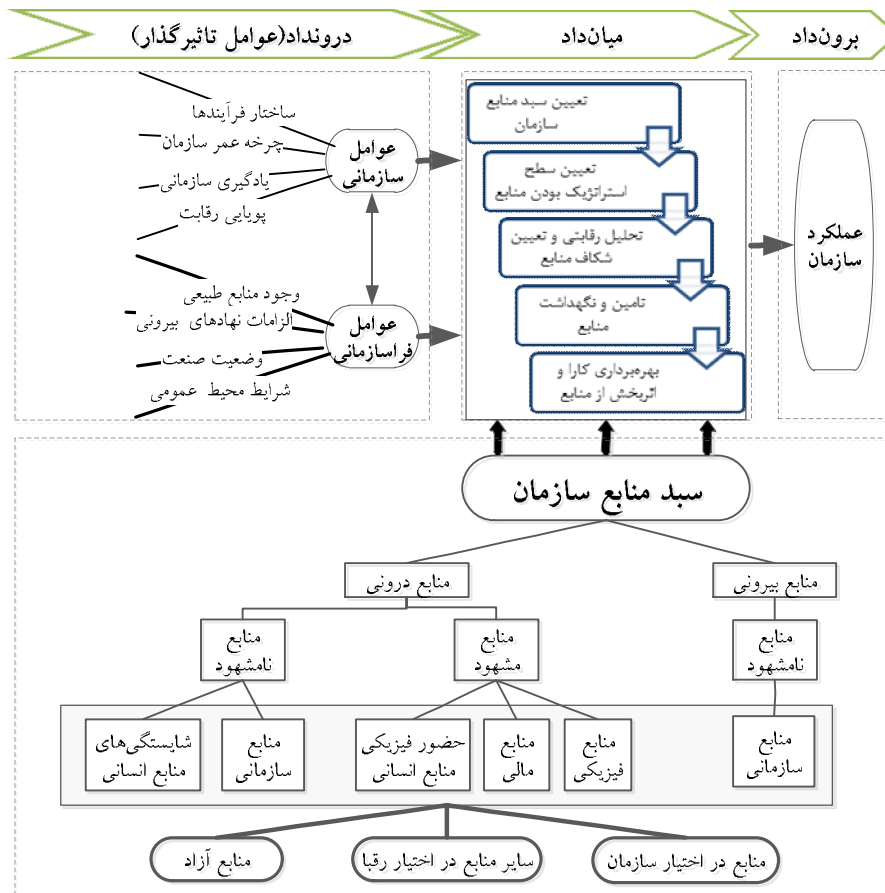 درونداد(عوامل تاثیرگذار)
میان‌داد
برون‌داد
ساختار فرآیندها
چرخه عمر سازمان
یادگیری سازمانی
پویایی رقابت
عوامل
سازمانی
وجود منابع طبیعی
الزامات نهادهای بیرونی
وضعیت صنعت
شرایط محیط عمومی
عوامل
فراسازمانی
تعیین سبد منابع
سازمان
تعیین سطح
استراتژیک بودن منابع
تحلیل رقابتی و تعیین
شکاف منابع
تامین و نگهداشت
منابع
بهره‌برداری کارا و
اثربخش از منابع
عملکرد
سازمان
سبد منابع سازمان
منابع بیرونی
منابع درونی
منابع
نامشهود
منابع
مشهود
منابع
نامشهود
منابع
سازمانی
منابع
فیزیکی
منابع
مالی
حضور فیزیکی
منابع انسانی
منابع
سازمانی
شایستگی‌های
منابع انسانی
منابع در اختیار سازمان
سایر منابع در اختیار رقبا
منابع آزاد